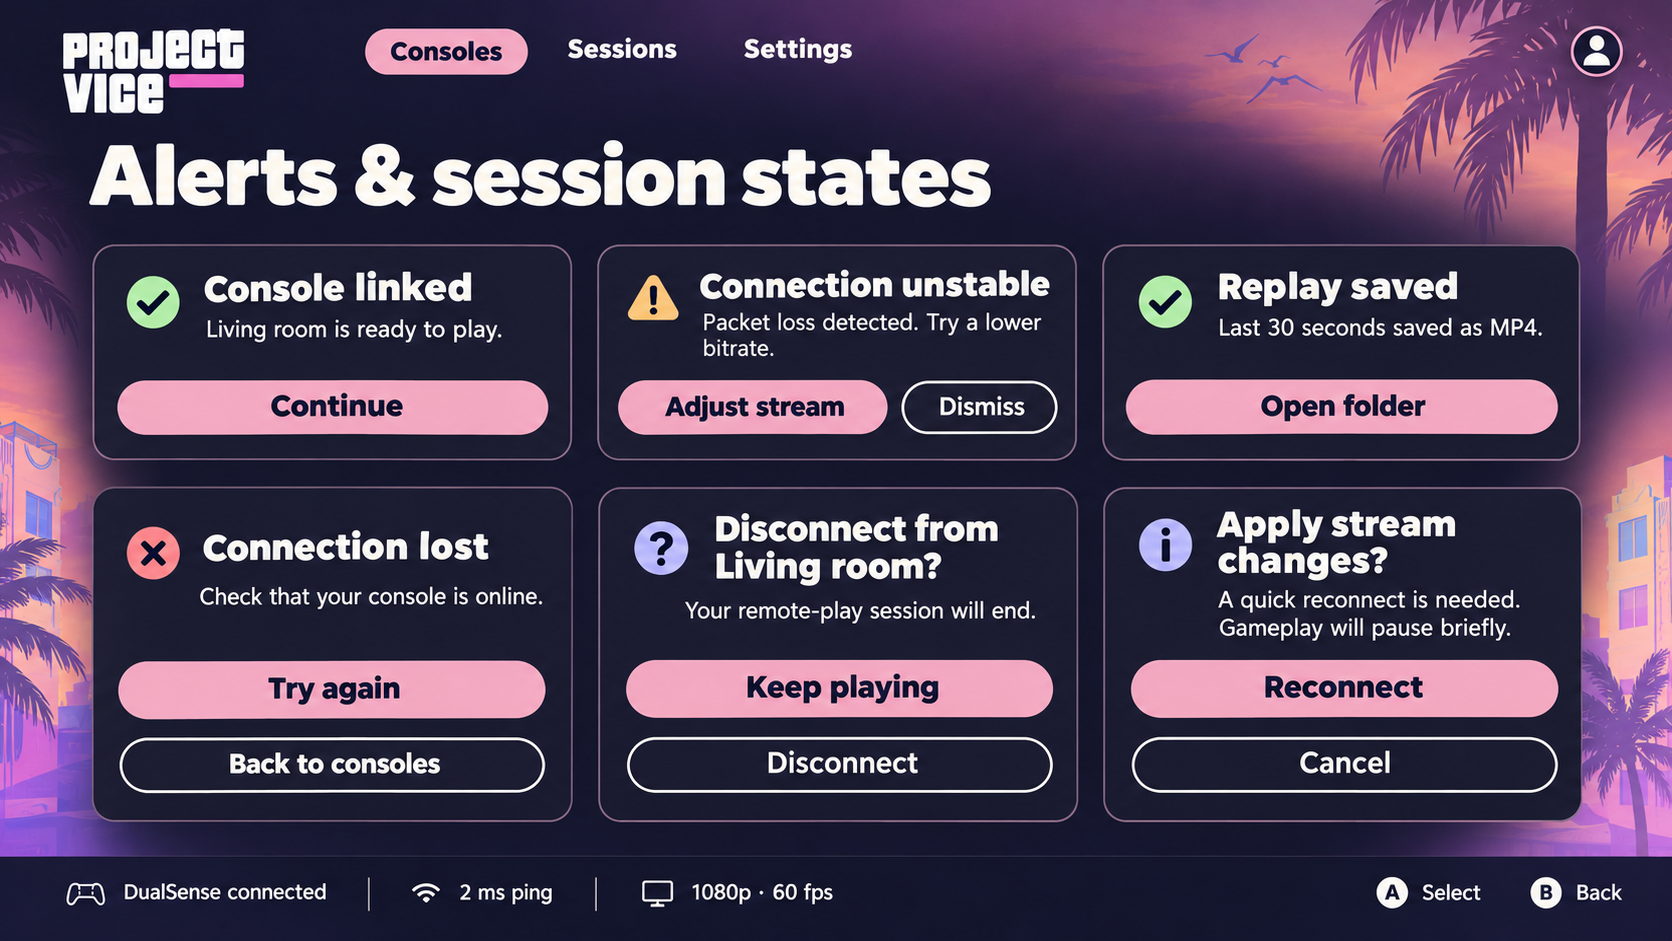 PROJECT
VICE
Consoles
Sessions
Settings
Alerts & session states
Console linked
Living room is ready to play.
Continue
Connection unstable
Packet loss detected. Try a lower
bitrate.
Adjust stream
Dismiss
Replay saved
Last 30 seconds saved as MP4.
Open folder
Connection lost
Check that your console is online.
Try again
Back to consoles
Disconnect from
Living room?
Your remote-play session will end.
Keep playing
Disconnect
Apply stream
changes?
A quick reconnect is needed.
Gameplay will pause briefly.
Reconnect
Cancel
DualSense connected
2 ms ping
1080p · 60 fps
A Select
B Back